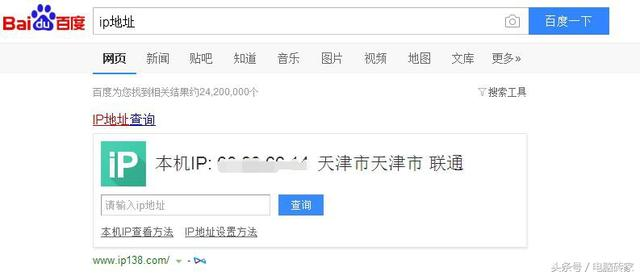 Bai du 百度 ip地址 百度一下
网页 新闻 贴吧 知道 音乐 图片 视频 地图 文库 更多»
百度为您找到相关结果约24,200,000个 搜索工具
IP地址查询
iP 本机IP: 天津市天津市 联通
请输入ip地址 查询
本机IP查看方法 IP地址设置方法
www.ip138.com/
头条号/电脑砖家